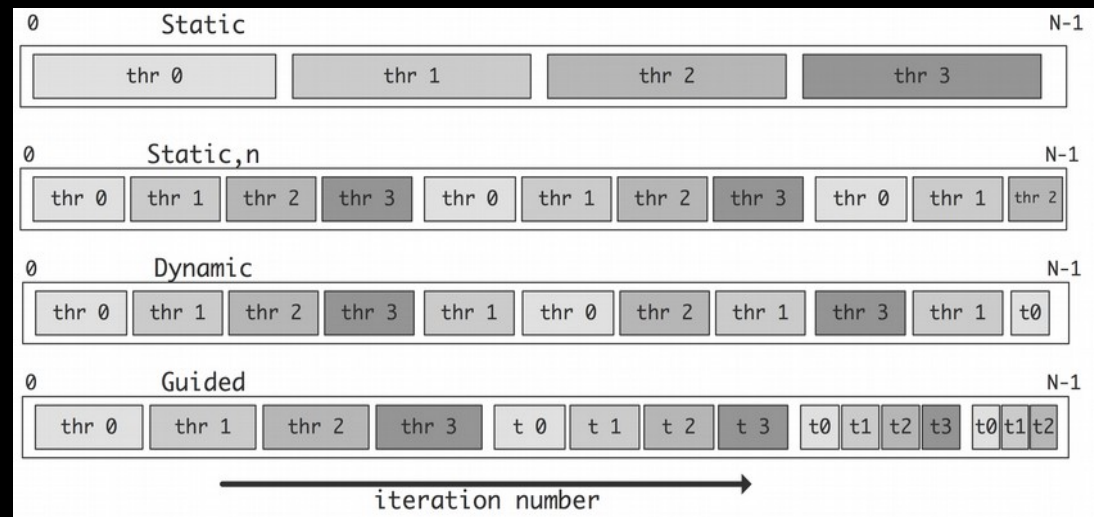 0 Static N-1
thr 0 thr 1 thr 2 thr 3
0 Static,n N-1
thr 0 thr 1 thr 2 thr 3 thr 0 thr 1 thr 2 thr 3 thr 0 thr 1 thr 2
0 Dynamic N-1
thr 0 thr 1 thr 2 thr 3 thr 1 thr 0 thr 2 thr 1 thr 3 thr 1 t0
0 Guided N-1
thr 0 thr 1 thr 2 thr 3 t 0 t 1 t 2 t 3 t0 t1 t2 t3 t0 t1 t2
iteration number